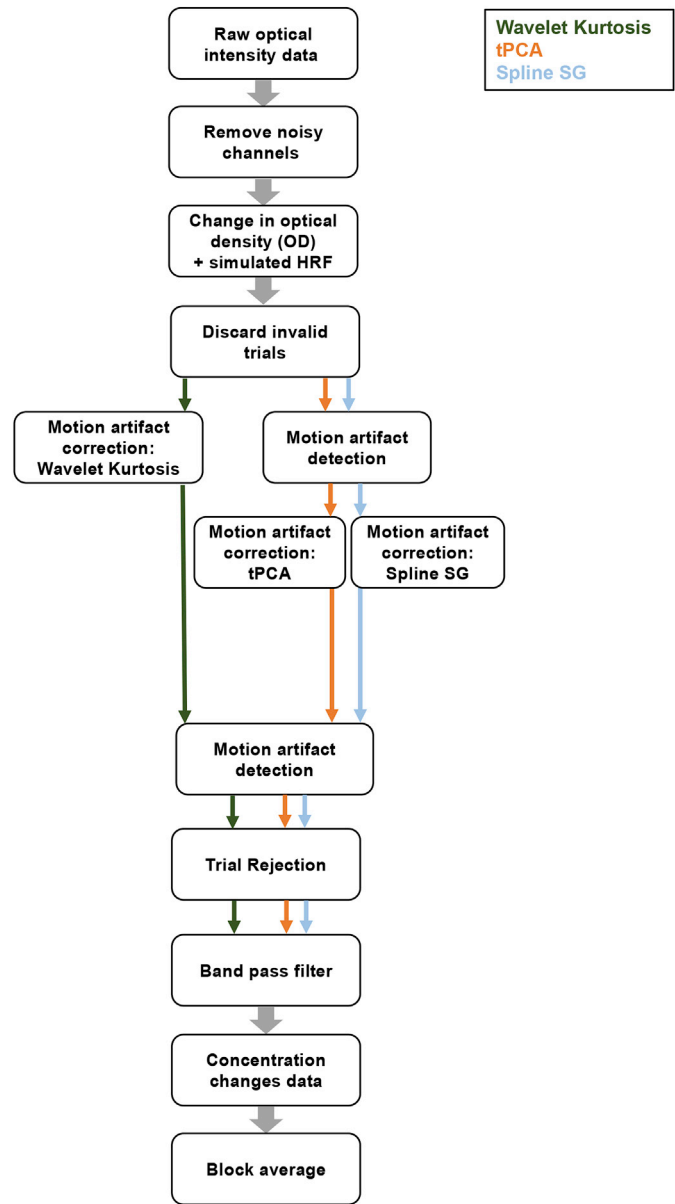 Raw optical
intensity data
Wavelet Kurtosis
tPCA
Spline SG
Remove noisy
channels
Change in optical
density (OD)
+ simulated HRF
Discard invalid
trials
Motion artifact
correction:
Wavelet Kurtosis
Motion artifact
detection
Motion artifact
correction:
tPCA
Motion artifact
correction:
Spline SG
Motion artifact
detection
Trial Rejection
Band pass filter
Concentration
changes data
Block average